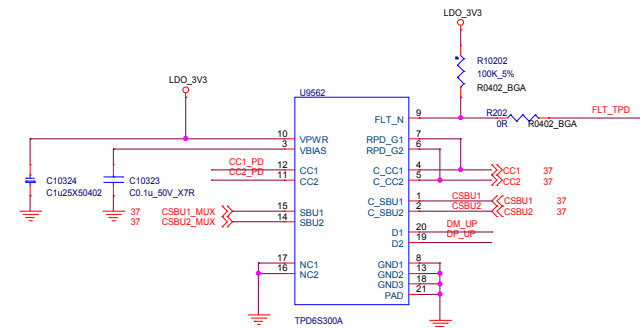 LDO_3V3
R10202
100K_5%
R0402_BGA
LDO_3V3
U9562
FLT_N 9
R202
0R
R0402_BGA
FLT_TPD
10 VPWR
3 VBIAS
RPD_G1 7
RPD_G2 6
CC1_PD 12 CC1
CC2_PD 11 CC2
C_CC1 4 CC1 37
C_CC2 5 CC2 37
C10324
C1u25X50402
C10323
C0.1u_50V_X7R
37 CSBU1_MUX 15 SBU1
37 CSBU2_MUX 14 SBU2
C_SBU1 1 CSBU1 CSBU1 37
C_SBU2 2 CSBU2 CSBU2 37
D1 20 DM_UP
D2 19 DP_UP
17 NC1
16 NC2
GND1 8
GND2 13
GND3 18
PAD 21
TPD6S300A